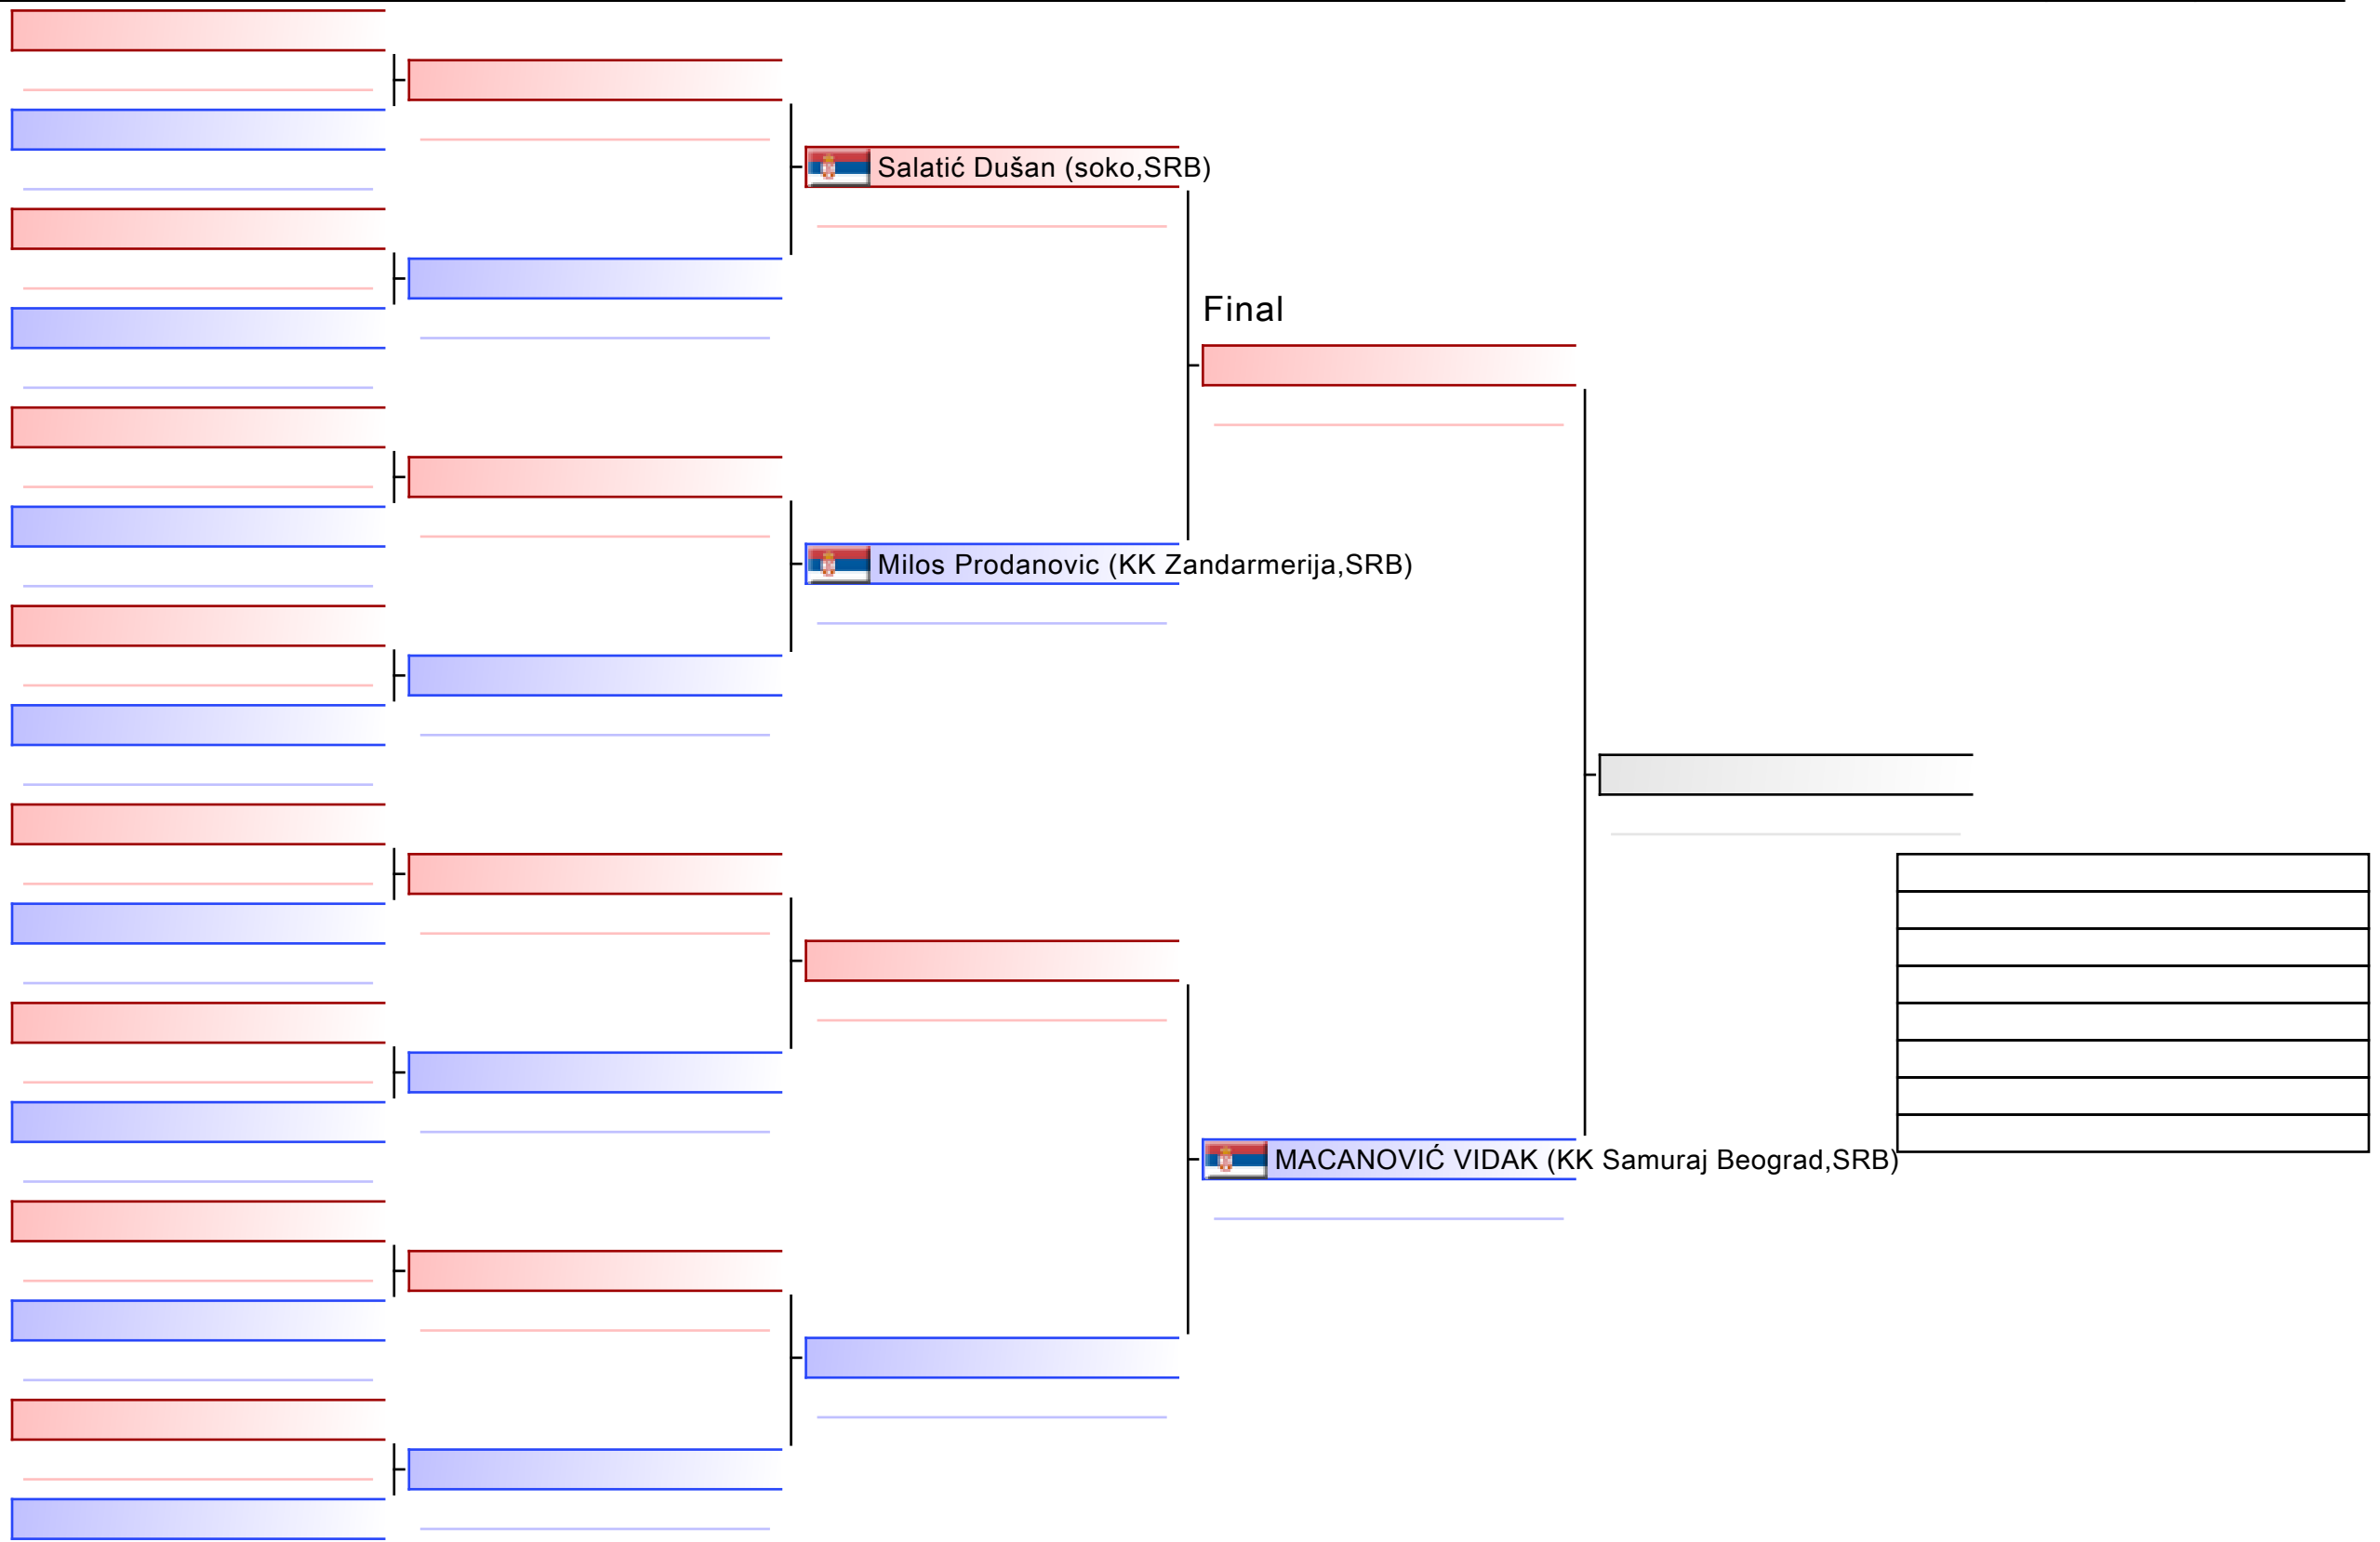 Salatić Dušan (soko,SRB)
Final
Milos Prodanovic (KK Zandarmerija,SRB)
MACANOVIĆ VIDAK (KK Samuraj Beograd,SRB)